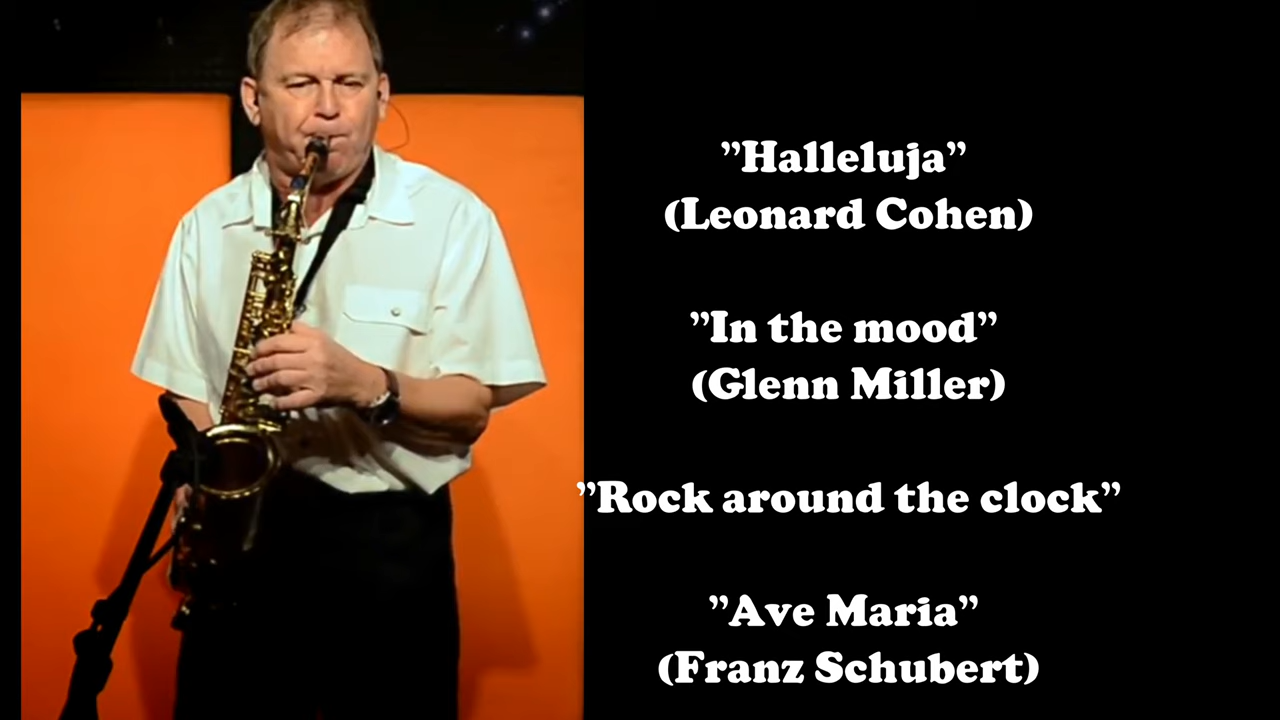 ”Halleluja”
(Leonard Cohen)
”In the mood”
(Glenn Miller)
”Rock around the clock”
”Ave Maria”
(Franz Schubert)